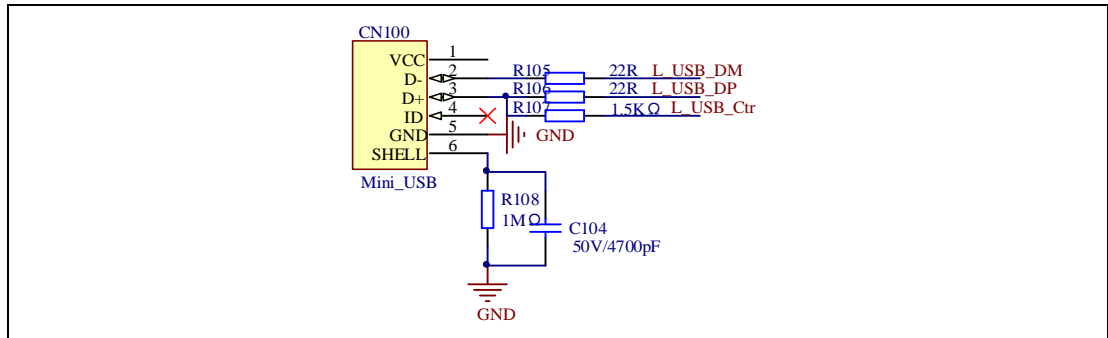 CN100
VCC 1
D- 2 R105 22R L_USB_DM
D+ 3 R106 22R L_USB_DP
ID 4 R107 1.5KΩ L_USB_Ctr
GND 5 GND
SHELL 6
Mini_USB
R108
1MΩ C104
50V/4700pF
GND